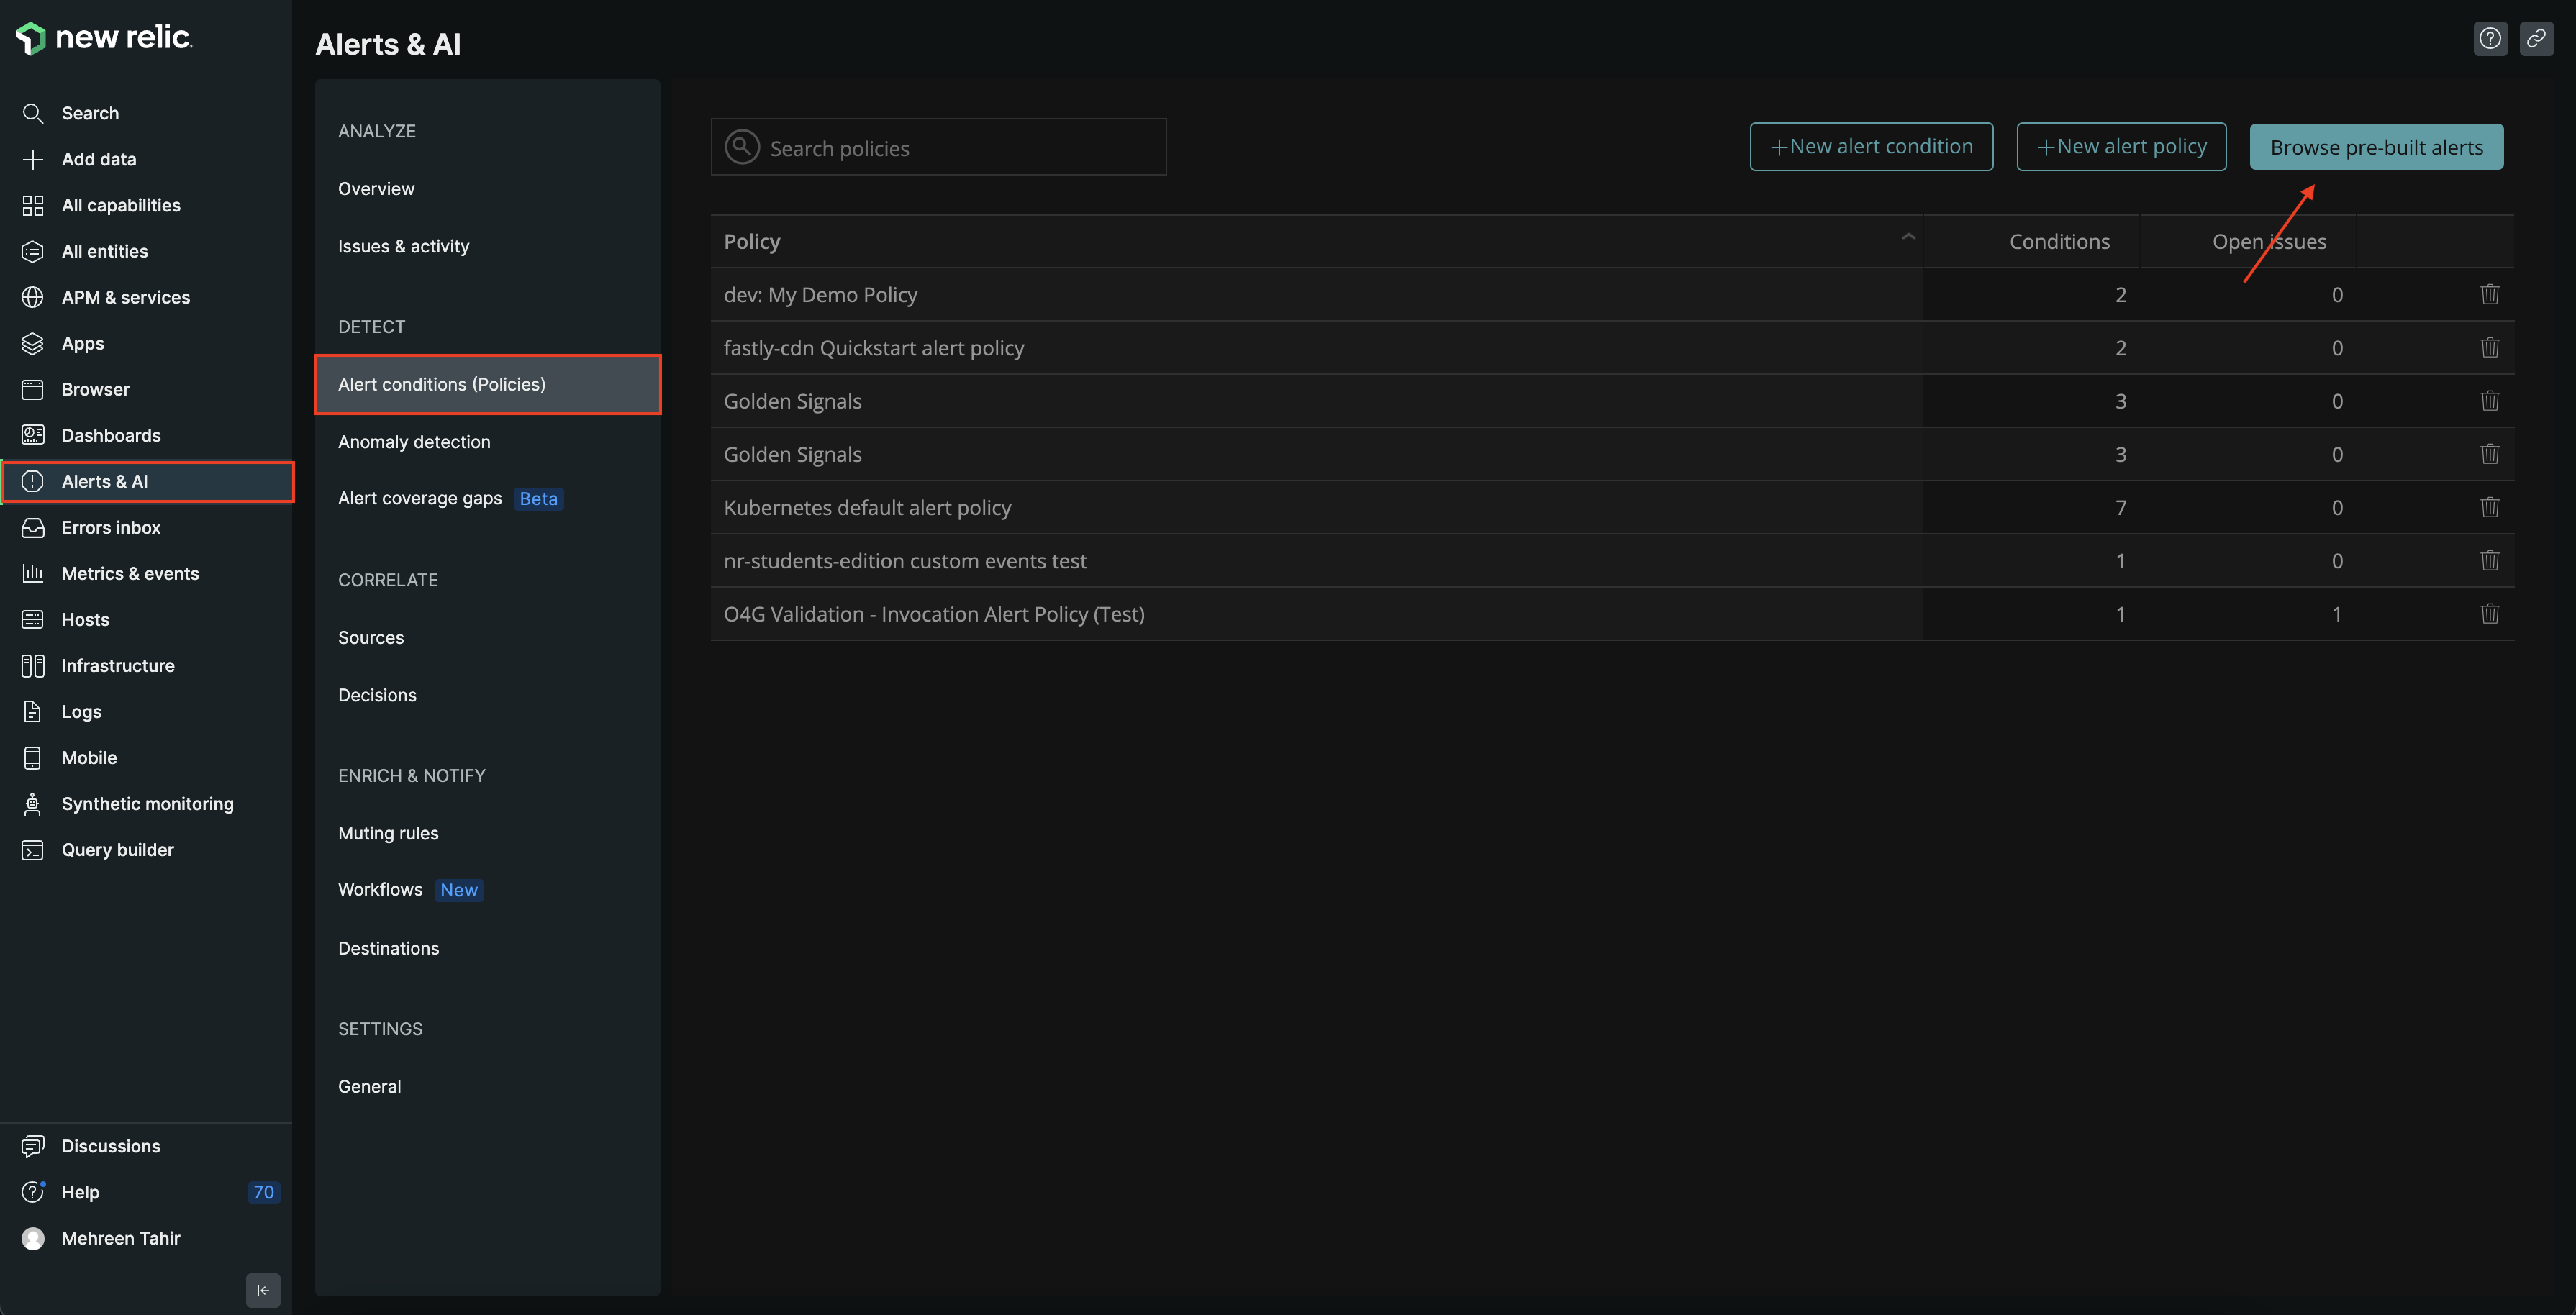 new relic.
Search
Add data
All capabilities
All entities
APM & services
Apps
Browser
Dashboards
Alerts & AI
Errors inbox
Metrics & events
Hosts
Infrastructure
Logs
Mobile
Synthetic monitoring
Query builder
Discussions
Help 70
Mehreen Tahir
Alerts & AI
ANALYZE
Overview
Issues & activity
DETECT
Alert conditions (Policies)
Anomaly detection
Alert coverage gaps Beta
CORRELATE
Sources
Decisions
ENRICH & NOTIFY
Muting rules
Workflows New
Destinations
SETTINGS
General
Search policies
+New alert condition +New alert policy Browse pre-built alerts
Policy Conditions Open issues
dev: My Demo Policy 2 0
fastly-cdn Quickstart alert policy 2 0
Golden Signals 3 0
Golden Signals 3 0
Kubernetes default alert policy 7 0
nr-students-edition custom events test 1 0
O4G Validation - Invocation Alert Policy (Test) 1 1